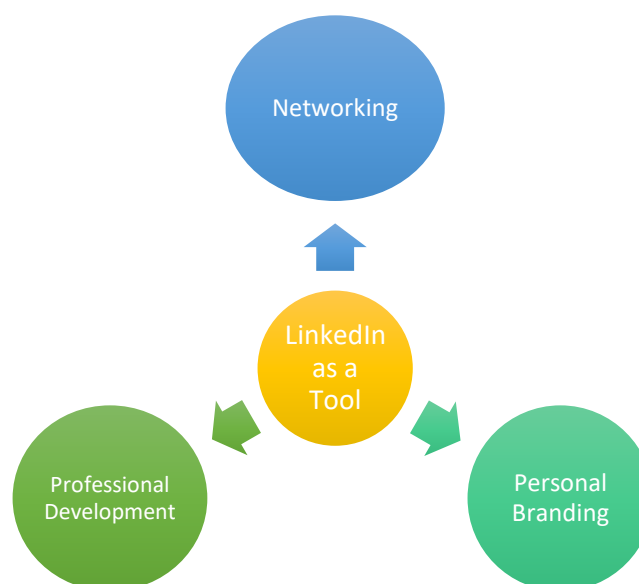 Networking
LinkedIn
as a
Tool
Professional
Development
Personal
Branding